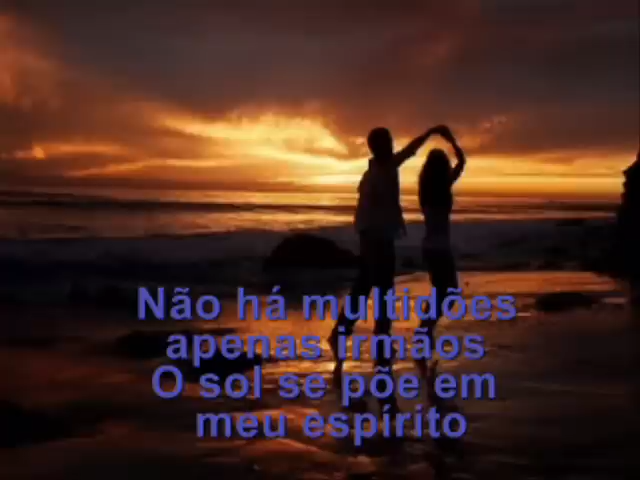 Não há multidões
apenas irmãos
O sol se põe em
meu espírito